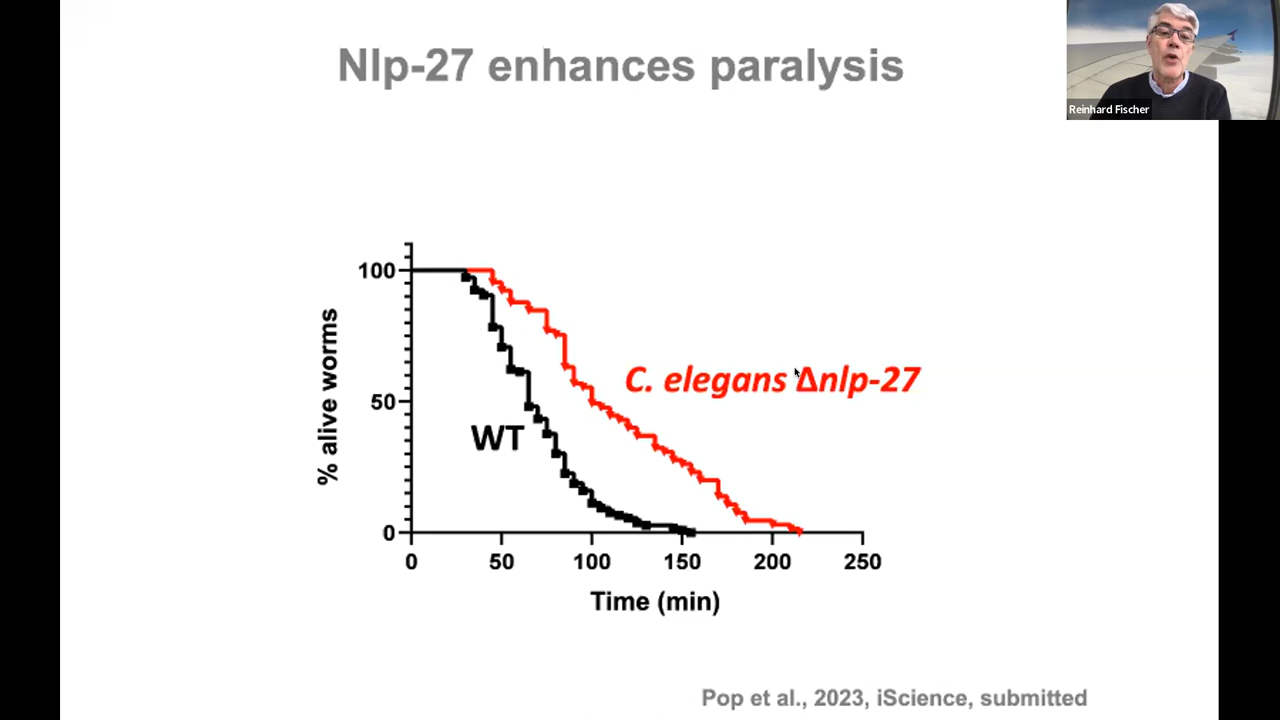 Nlp-27 enhances paralysis
Reinhard Fischer
100
50
0
% alive worms
C. elegans Δnlp-27
WT
0 50 100 150 200 250
Time (min)
Pop et al., 2023, iScience, submitted